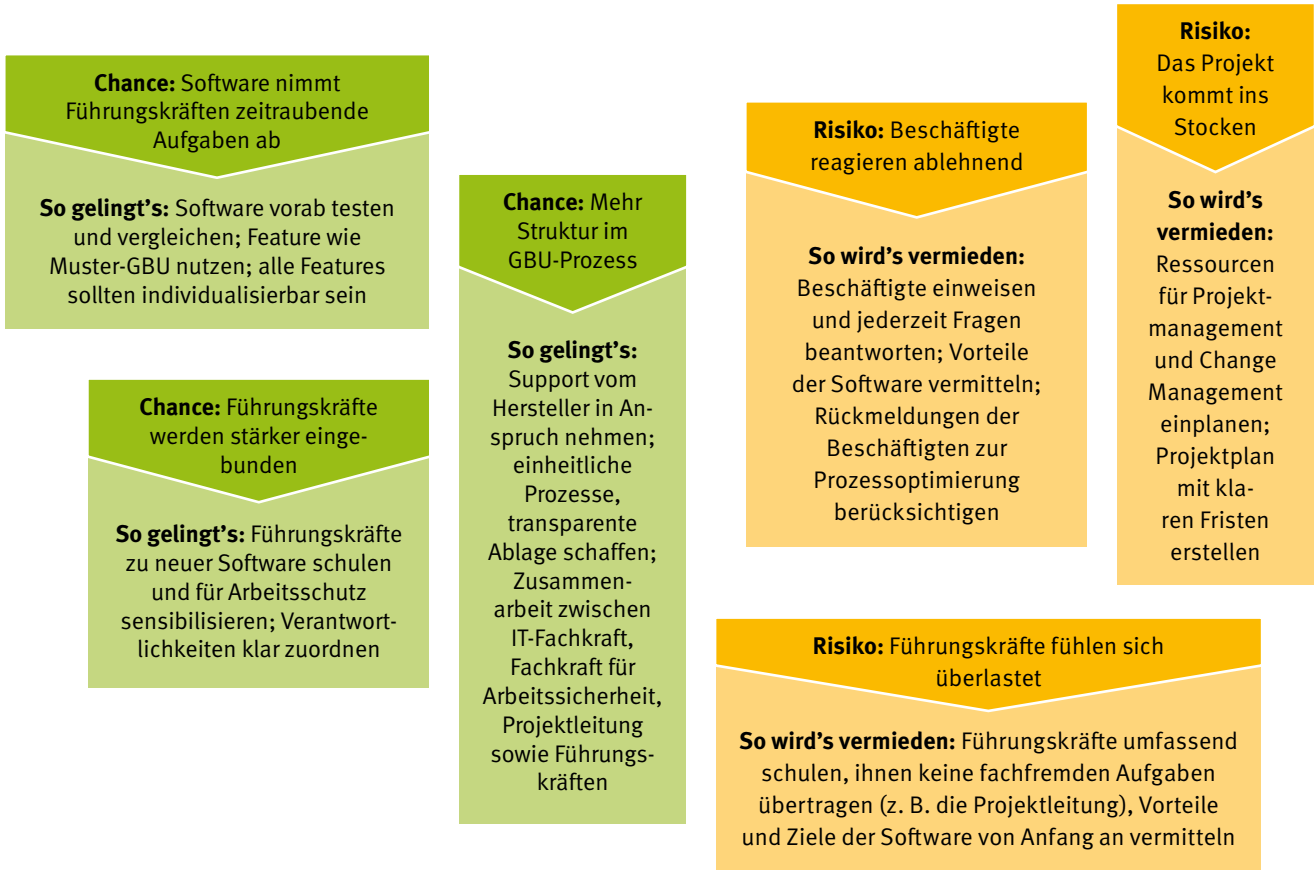 Chance: Software nimmt
Führungskräften zeitraubende
Aufgaben ab
So gelingt's: Software vorab testen
und vergleichen; Feature wie
Muster-GBU nutzen; alle Features
sollten individualisierbar sein
Chance: Führungskräfte
werden stärker einge-
bunden
So gelingt's: Führungskräfte
zu neuer Software schulen
und für Arbeitsschutz
sensibilisieren; Verantwort-
lichkeiten klar zuordnen
Chance: Mehr
Struktur im
GBU-Prozess
So gelingt's:
Support vom
Hersteller in An-
spruch nehmen;
einheitliche
Prozesse,
transparente
Ablage schaffen;
Zusammen-
arbeit zwischen
IT-Fachkraft,
Fachkraft für
Arbeitssicherheit,
Projektleitung
sowie Führungs-
kräften
Risiko: Beschäftigte
reagieren ablehnend
So wird's vermieden:
Beschäftigte einweisen
und jederzeit Fragen
beantworten; Vorteile
der Software vermitteln;
Rückmeldungen der
Beschäftigten zur
Prozessoptimierung
berücksichtigen
Risiko:
Das Projekt
kommt ins
Stocken
So wird's
vermieden:
Ressourcen
für Projekt-
management
und Change
Management
einplanen;
Projektplan
mit kla-
ren Fristen
erstellen
Risiko: Führungskräfte fühlen sich
überlastet
So wird's vermieden: Führungskräfte umfassend
schulen, ihnen keine fachfremden Aufgaben
übertragen (z. B. die Projektleitung), Vorteile
und Ziele der Software von Anfang an vermitteln